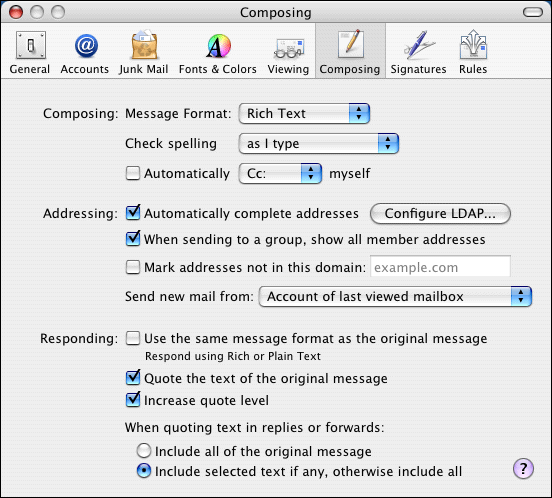 Composing
General Accounts Junk Mail Fonts & Colors Viewing Composing Signatures Rules
Composing: Message Format: Rich Text
Check spelling as I type
Automatically Cc: myself
Addressing: Automatically complete addresses Configure LDAP...
When sending to a group, show all member addresses
Mark addresses not in this domain: example.com
Send new mail from: Account of last viewed mailbox
Responding: Use the same message format as the original message
Respond using Rich or Plain Text
Quote the text of the original message
Increase quote level
When quoting text in replies or forwards:
Include all of the original message
Include selected text if any, otherwise include all ?